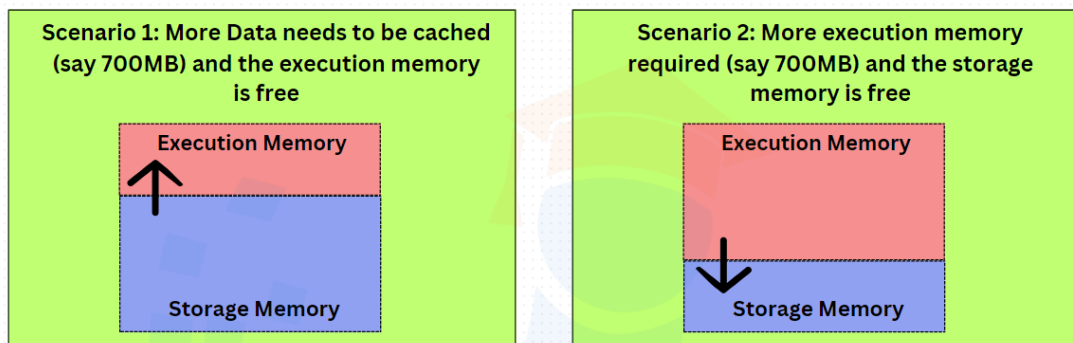 Scenario 1: More Data needs to be cached
(say 700MB) and the execution memory
is free
Execution Memory
Storage Memory
Scenario 2: More execution memory
required (say 700MB) and the storage
memory is free
Execution Memory
Storage Memory